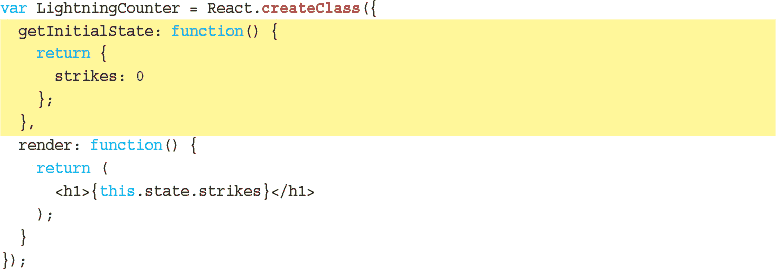 var LightningCounter = React.createClass({
  getInitialState: function() {
    return {
      strikes: 0
    };
  },
  render: function() {
    return (
      <h1>{this.state.strikes}</h1>
    );
  }
});